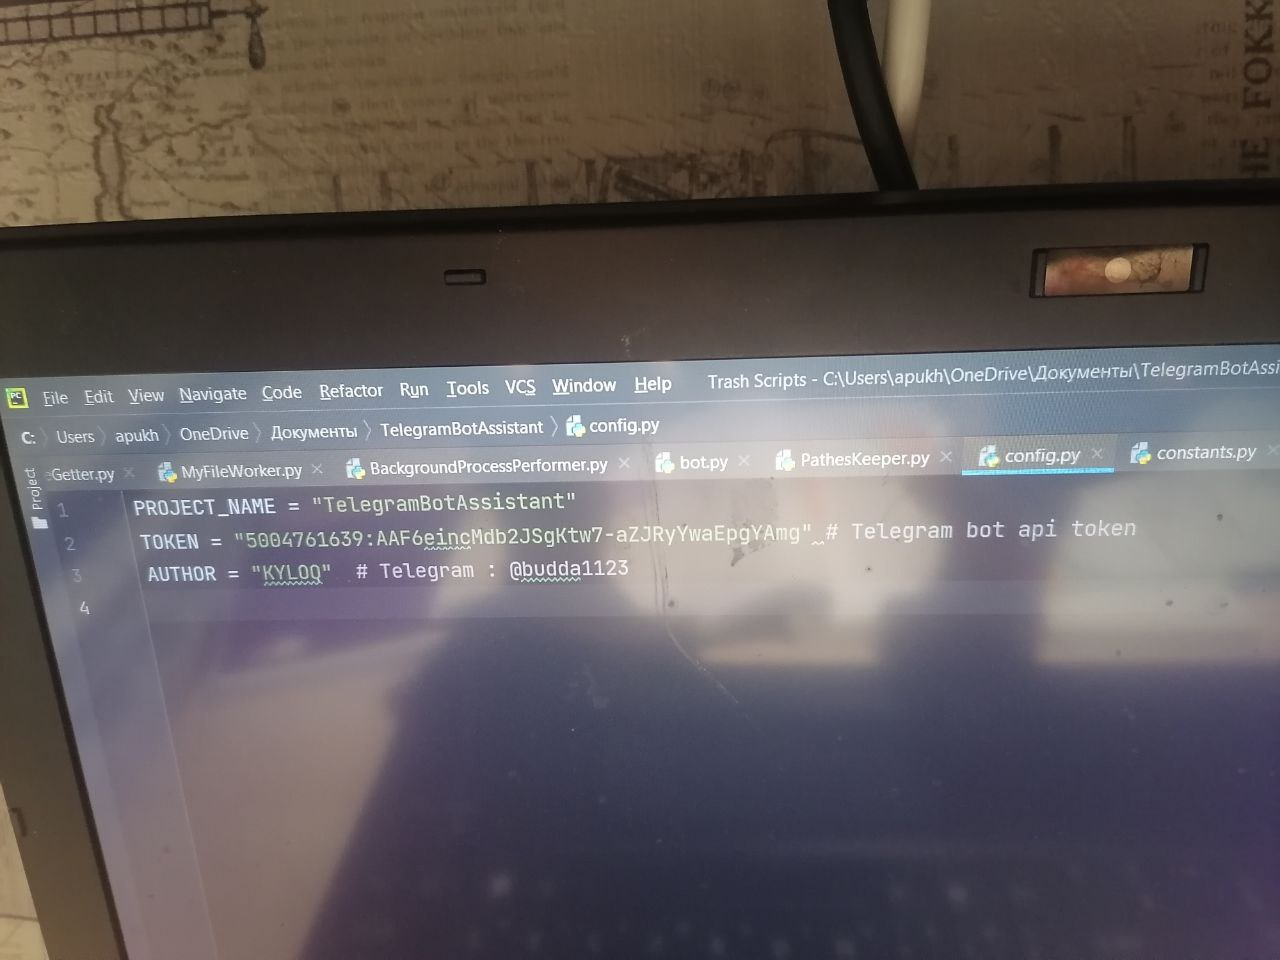 THE FOKK
File Edit View Navigate Code Refactor Run Tools VCS Window Help Trash Scripts - C:\Users\apukh\OneDrive\Документы\TelegramBotAssi
C: Users apukh OneDrive Документы TelegramBotAssistant config.py
eGetter.py MyFileWorker.py BackgroundProcessPerformer.py bot.py PathesKeeper.py config.py constants.py
Project
1 PROJECT_NAME = "TelegramBotAssistant"
2 TOKEN = "5004761639:AAF6eincMdb2JSgKtw7-aZJRyYwaEpgYAmg" # Telegram bot api token
3 AUTHOR = "KYLOQ" # Telegram : @budda1123
4